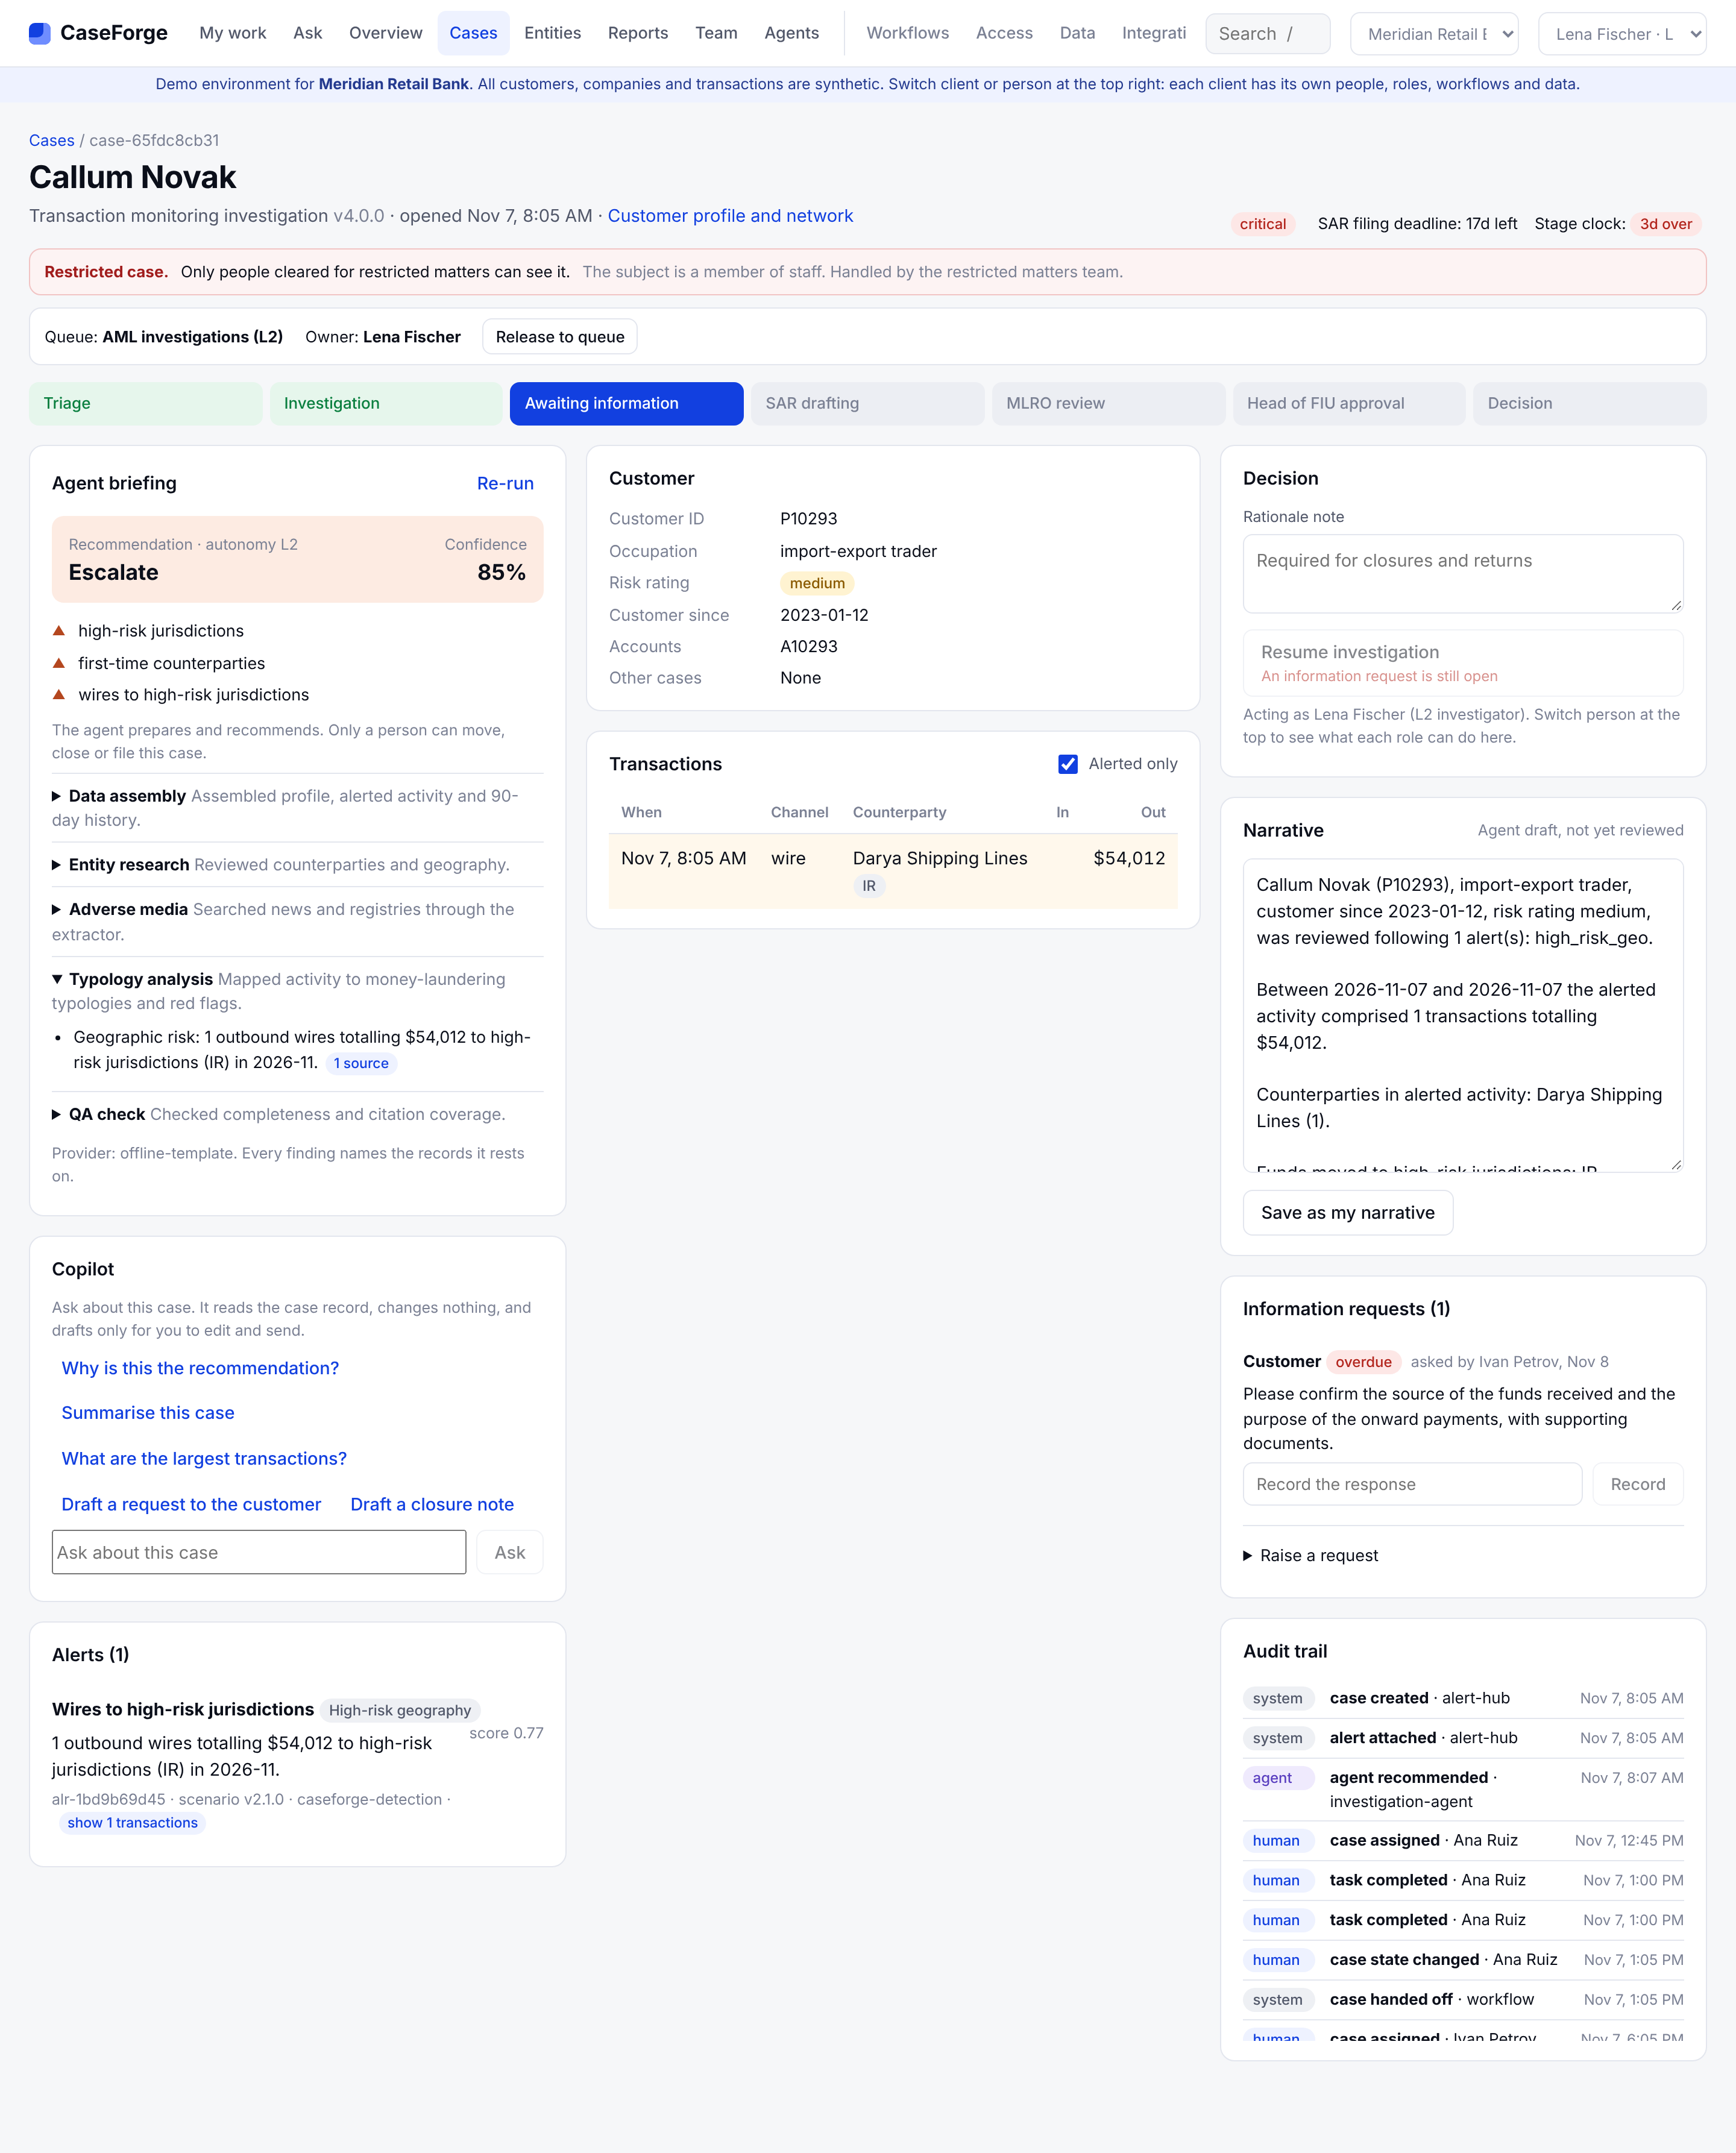 CaseForge
My work
Ask
Overview
Cases
Entities
Reports
Team
Agents
Workflows
Access
Data
Integrati
Search /
Meridian Retail
Lena Fischer · L
Demo environment for Meridian Retail Bank. All customers, companies and transactions are synthetic. Switch client or person at the top right: each client has its own people, roles, workflows and data.
Cases / case-65fdc8cb31
Callum Novak
Transaction monitoring investigation v4.0.0 · opened Nov 7, 8:05 AM · Customer profile and network
critical
SAR filing deadline: 17d left
Stage clock: 3d over
Restricted case. Only people cleared for restricted matters can see it. The subject is a member of staff. Handled by the restricted matters team.
Queue: AML investigations (L2)
Owner: Lena Fischer
Release to queue
Triage
Investigation
Awaiting information
SAR drafting
MLRO review
Head of FIU approval
Decision
Agent briefing
Re-run
Recommendation · autonomy L2
Confidence
Escalate
85%
high-risk jurisdictions
first-time counterparties
wires to high-risk jurisdictions
The agent prepares and recommends. Only a person can move,
close or file this case.
Data assembly Assembled profile, alerted activity and 90-
day history.
Entity research Reviewed counterparties and geography.
Adverse media Searched news and registries through the
extractor.
Typology analysis Mapped activity to money-laundering
typologies and red flags.
• Geographic risk: 1 outbound wires totalling $54,012 to high-
risk jurisdictions (IR) in 2026-11. 1 source
QA check Checked completeness and citation coverage.
Provider: offline-template. Every finding names the records it rests
on.
Copilot
Ask about this case. It reads the case record, changes nothing, and
drafts only for you to edit and send.
Why is this the recommendation?
Summarise this case
What are the largest transactions?
Draft a request to the customer
Draft a closure note
Ask about this case
Ask
Alerts (1)
Wires to high-risk jurisdictions High-risk geography
score 0.77
1 outbound wires totalling $54,012 to high-risk
jurisdictions (IR) in 2026-11.
alr-1bd9b69d45 · scenario v2.1.0 · caseforge-detection ·
show 1 transactions
Customer
Customer ID P10293
Occupation import-export trader
Risk rating medium
Customer since 2023-01-12
Accounts A10293
Other cases None
Transactions
Alerted only
When Channel Counterparty In Out
Nov 7, 8:05 AM wire Darya Shipping Lines $54,012
IR
Decision
Rationale note
Required for closures and returns
Resume investigation
An information request is still open
Acting as Lena Fischer (L2 investigator). Switch person at the
top to see what each role can do here.
Narrative
Agent draft, not yet reviewed
Callum Novak (P10293), import-export trader,
customer since 2023-01-12, risk rating medium,
was reviewed following 1 alert(s): high_risk_geo.
Between 2026-11-07 and 2026-11-07 the alerted
activity comprised 1 transactions totalling
$54,012.
Counterparties in alerted activity: Darya Shipping
Lines (1).
Funds moved to high-risk jurisdictions: IR
Save as my narrative
Information requests (1)
Customer overdue asked by Ivan Petrov, Nov 8
Please confirm the source of the funds received and the
purpose of the onward payments, with supporting
documents.
Record the response
Record
Raise a request
Audit trail
system case created · alert-hub Nov 7, 8:05 AM
system alert attached · alert-hub Nov 7, 8:05 AM
agent agent recommended · Nov 7, 8:07 AM
investigation-agent
human case assigned · Ana Ruiz Nov 7, 12:45 PM
human task completed · Ana Ruiz Nov 7, 1:00 PM
human task completed · Ana Ruiz Nov 7, 1:00 PM
human case state changed · Ana Ruiz Nov 7, 1:05 PM
system case handed off · workflow Nov 7, 1:05 PM
human case assigned · Ivan Petrov Nov 7, 6:05 PM